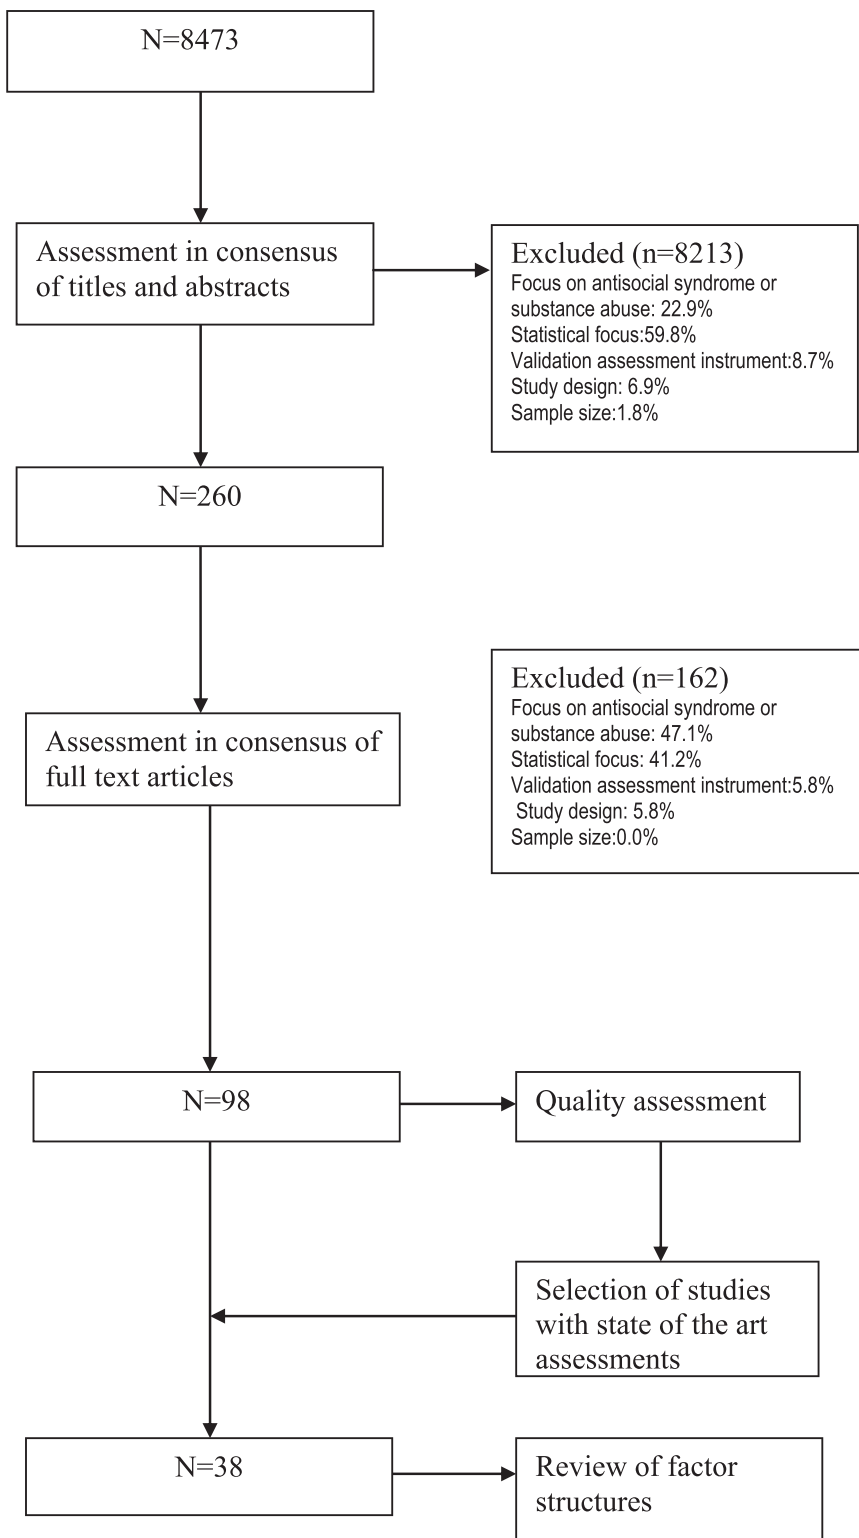 N=8473
Assessment in consensus
of titles and abstracts
Excluded (n=8213)
Focus on antisocial syndrome or
substance abuse: 22.9%
Statistical focus:59.8%
Validation assessment instrument:8.7%
Study design: 6.9%
Sample size:1.8%
N=260
Excluded (n=162)
Focus on antisocial syndrome or
substance abuse: 47.1%
Statistical focus: 41.2%
Validation assessment instrument:5.8%
Study design: 5.8%
Sample size:0.0%
Assessment in consensus of
full text articles
N=98
Quality assessment
Selection of studies
with state of the art
assessments
N=38
Review of factor
structures